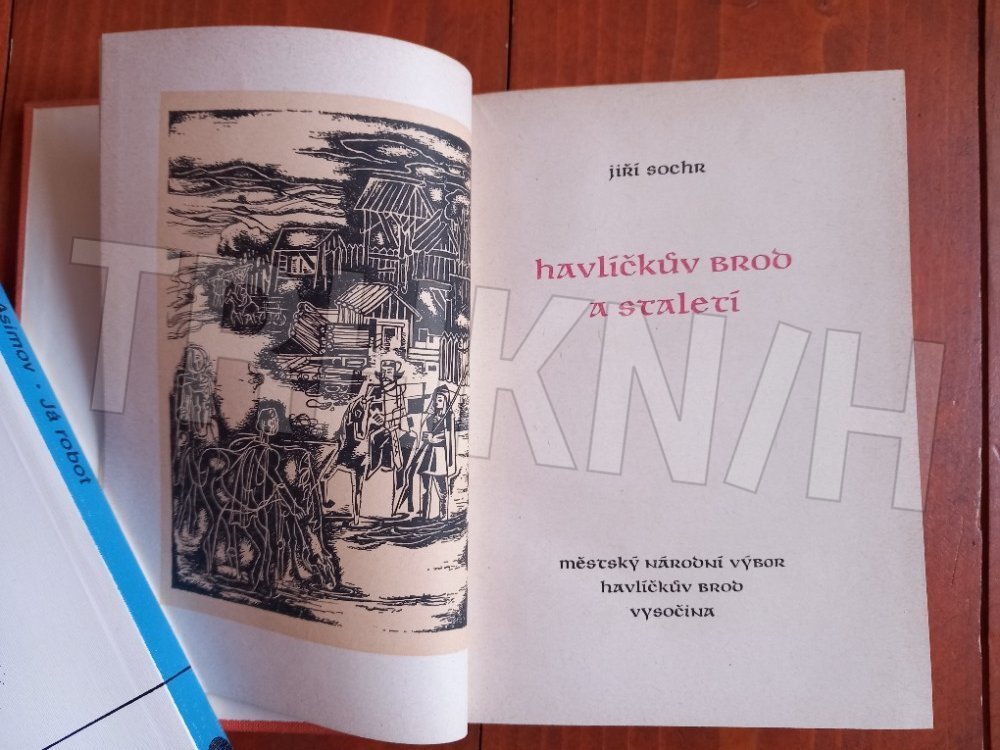 Jiří Sochr
Havlíčkův Brod
a staletí
Městský národní výbor
Havlíčkův Brod
Vysočina
Asimov · Já robot